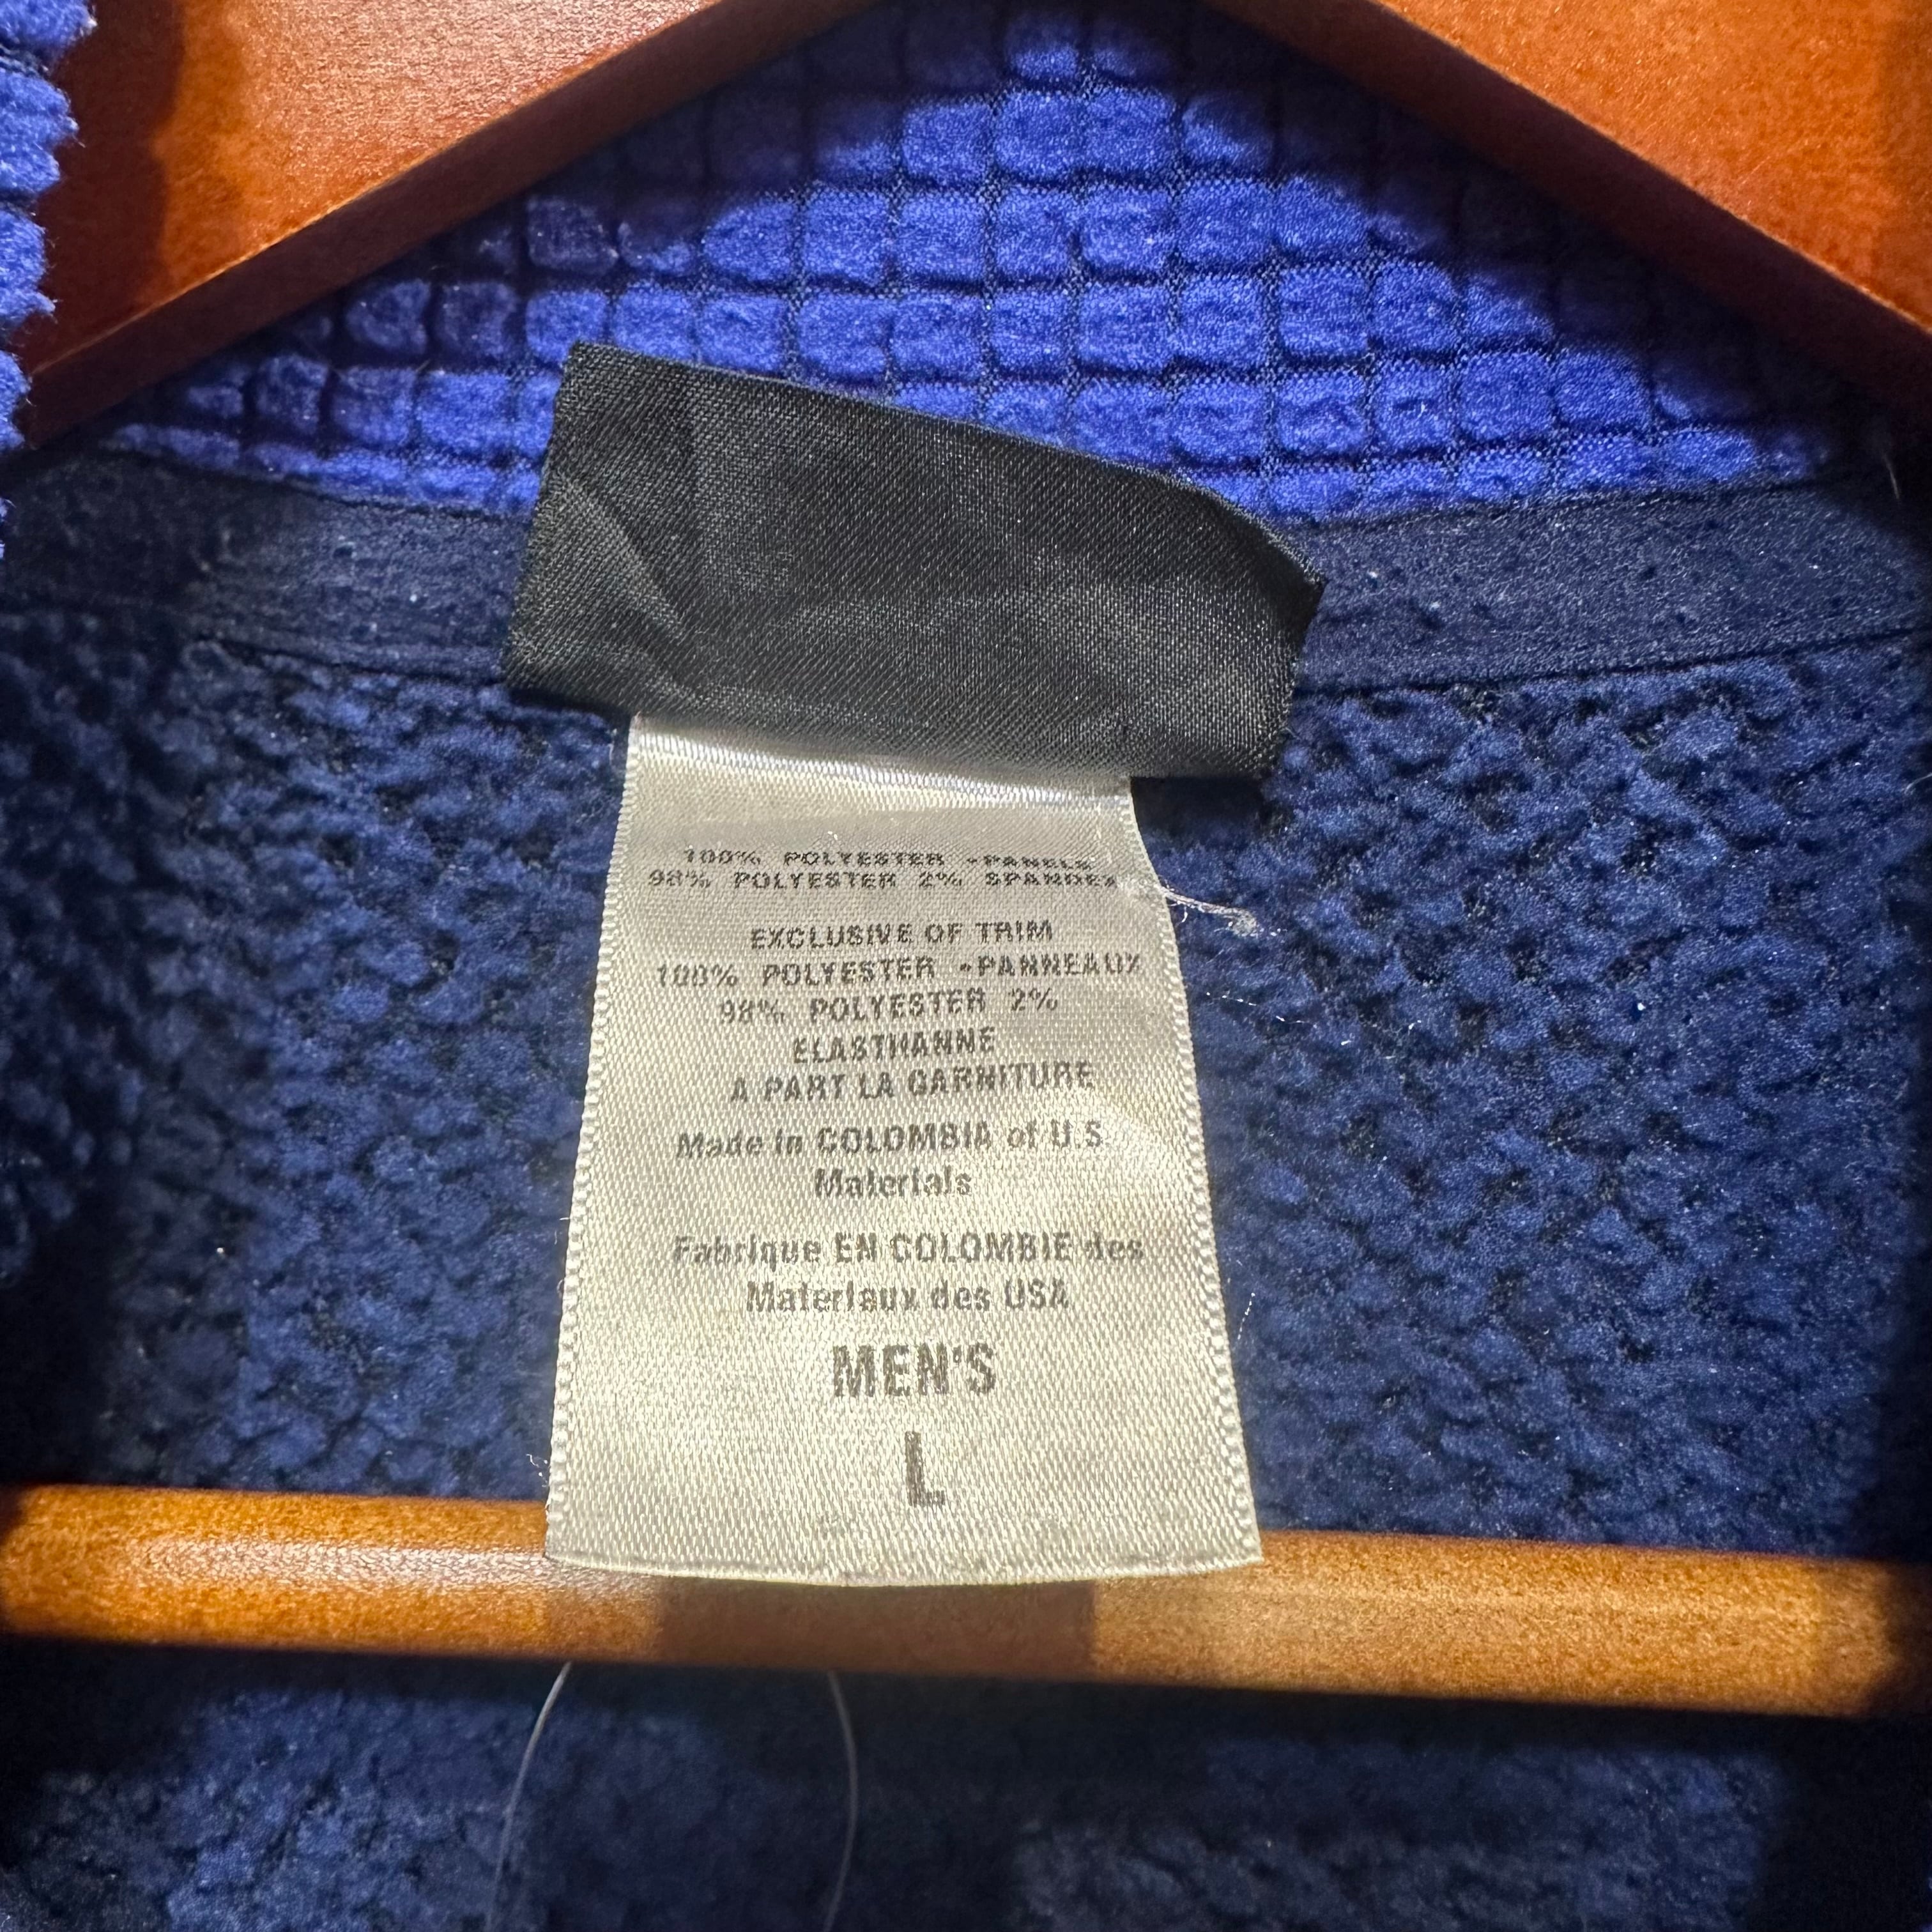 100% POLYESTER -PANELS
98% POLYESTER 2% SPANDEX
EXCLUSIVE OF TRIM
100% POLYESTER -PANNEAUX
98% POLYESTER 2%
ELASTHANNE
A PART LA GARNITURE
Made in COLOMBIA of U.S.
Materials
Fabrique EN COLOMBIE des
Materiaux des USA
MEN'S
L